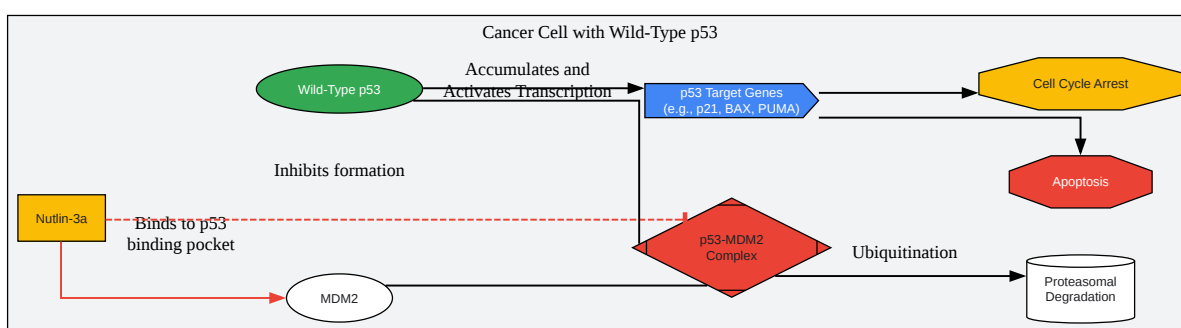 Cancer Cell with Wild-Type p53
Wild-Type p53
Accumulates and
Activates Transcription
p53 Target Genes
(e.g., p21, BAX, PUMA)
Cell Cycle Arrest
Inhibits formation
Apoptosis
Nutlin-3a
Binds to p53
binding pocket
p53-MDM2
Complex
Ubiquitination
MDM2
Proteasomal
Degradation